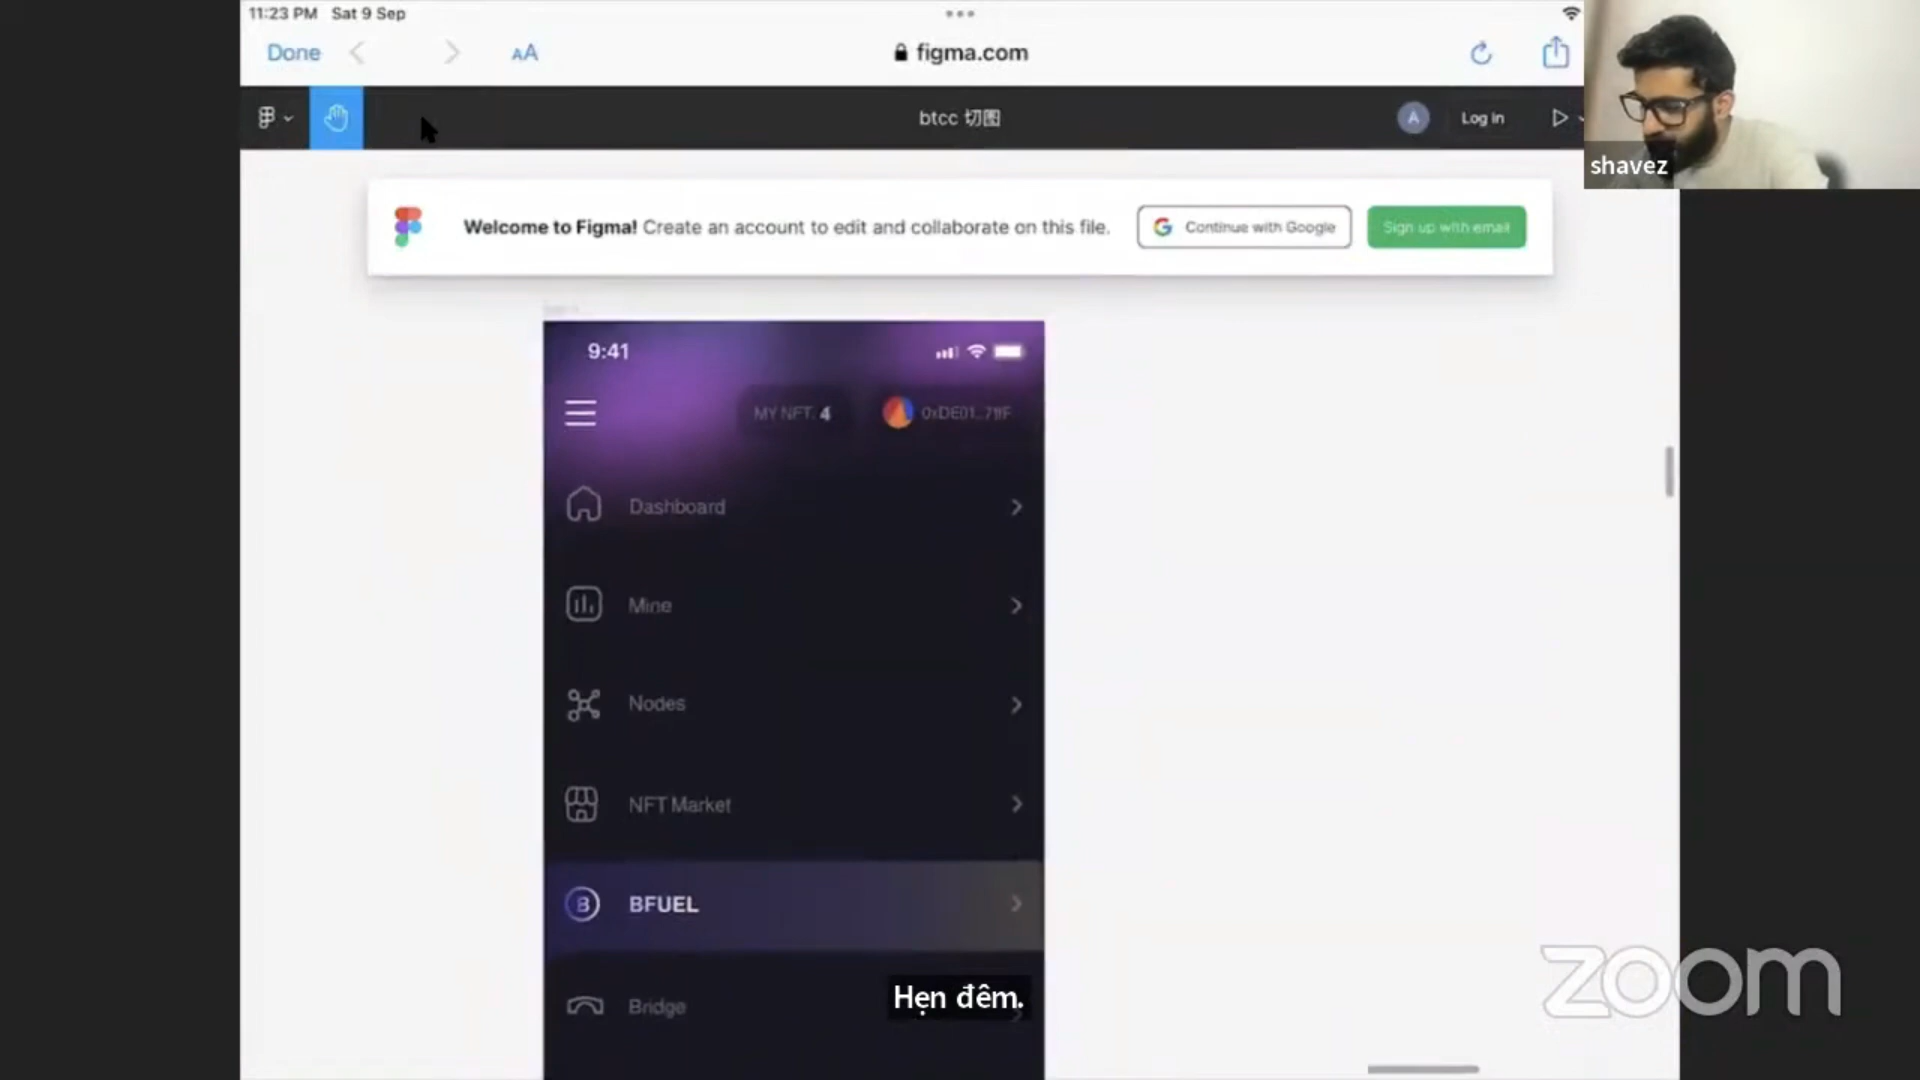 11:23 PM Sat 9 Sep
Done
AA
figma.com
btcc 切图
A
Log in
shavez
Welcome to Figma! Create an account to edit and collaborate on this file.
Continue with Google
Sign up with email
9:41
MY NFT: 4
Dashboard
Mine
Nodes
NFT Market
B
BFUEL
Bridge
Hẹn đêm.
zoom